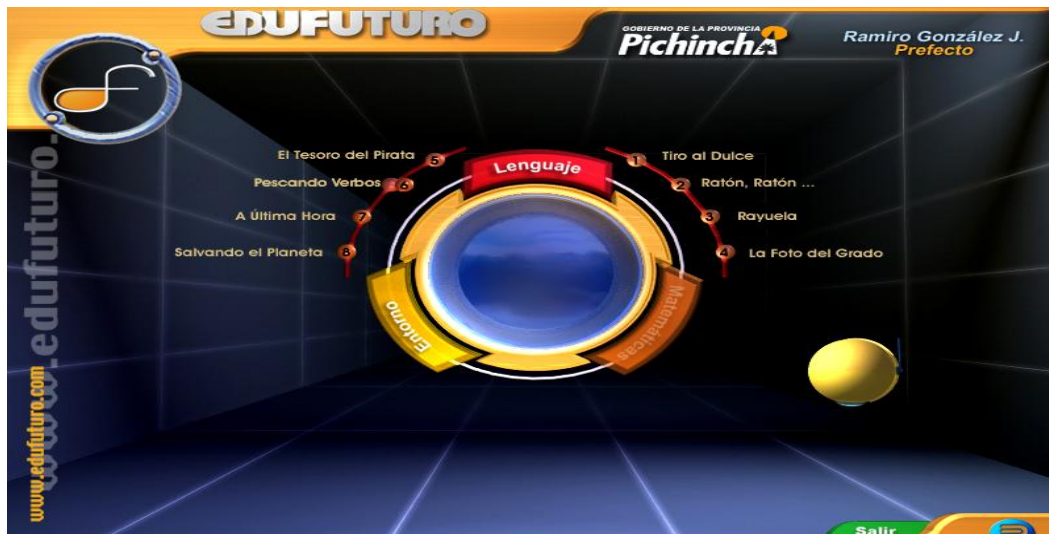 EDUFUTURO
GOBIERNO DE LA PROVINCIA
Pichincha
Ramiro González J.
Prefecto
El Tesoro del Pirata 5
Pescando Verbos 6
A Última Hora 7
Salvando el Planeta 8
Lenguaje
1 Tiro al Dulce
2 Ratón, Ratón ...
3 Rayuela
4 La Foto del Grado
Entorno
Matemáticas
www.edufuturo.
www.edufuturo.com
Salir